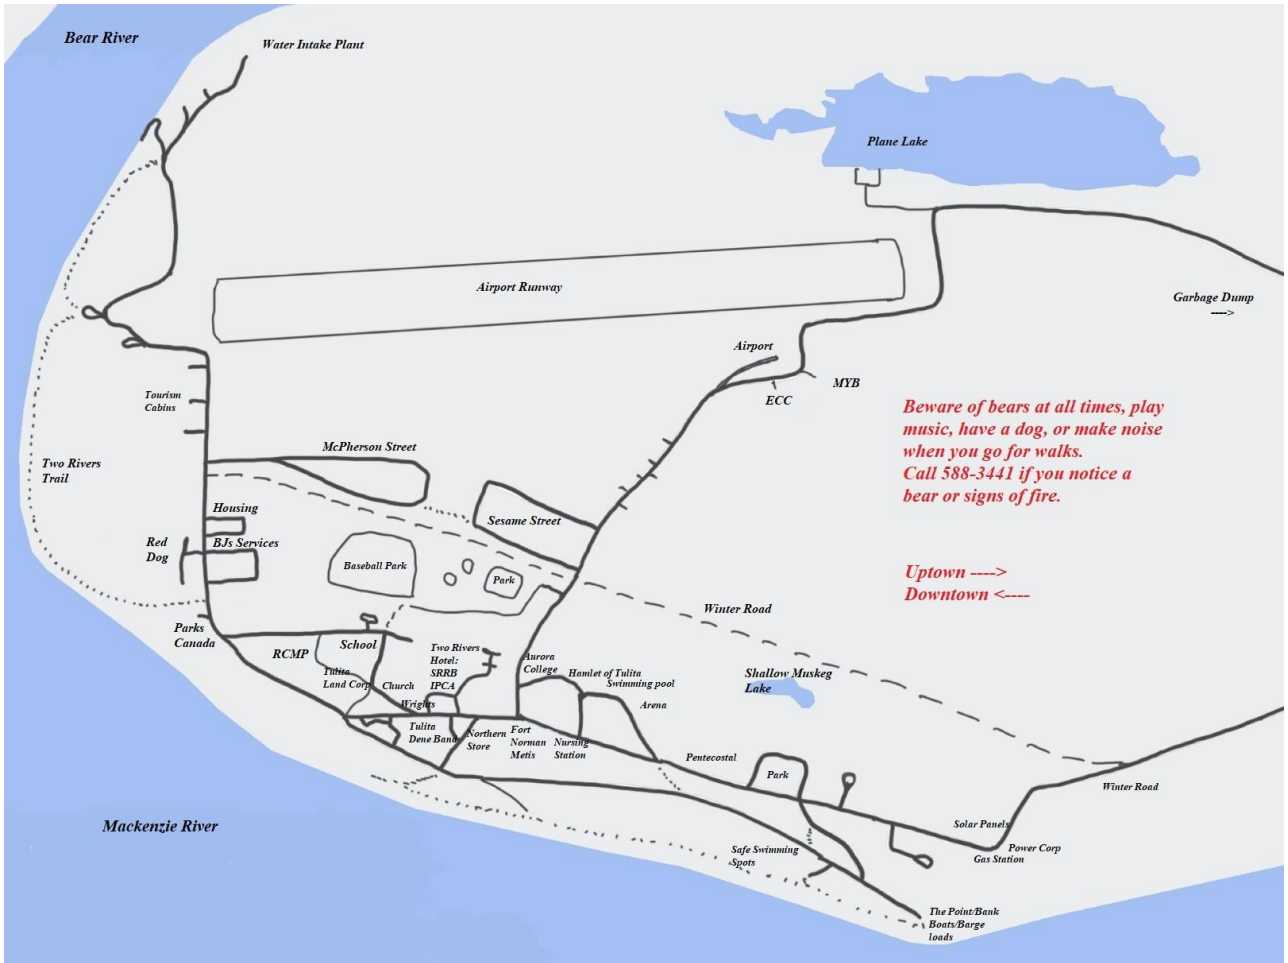 Bear River
Water Intake Plant
Plane Lake
Airport Runway
Garbage Dump
---->
Airport
MYB
ECC
Tourism
Cabins
Beware of bears at all times, play
music, have a dog, or make noise
when you go for walks.
Call 588-3441 if you notice a
bear or signs of fire.
McPherson Street
Two Rivers
Trail
Housing
Sesame Street
Red
Dog
BJs Services
Baseball Park
Park
Uptown ---->
Downtown <----
Winter Road
Parks
Canada
RCMP
School
Two Rivers
Hotel:
SRRB
IPCA
Aurora
College
Tulita
Land Corp
Church
Hamlet of Tulita
Swimming pool
Shallow Muskeg
Lake
Wrights
Arena
Tulita
Dene Band
Northern
Store
Fort
Norman
Metis
Nursing
Station
Pentecostal
Park
Winter Road
Mackenzie River
Solar Panels
Power Corp
Gas Station
Safe Swimming
Spots
The Point/Bank
Boats/Barge
loads